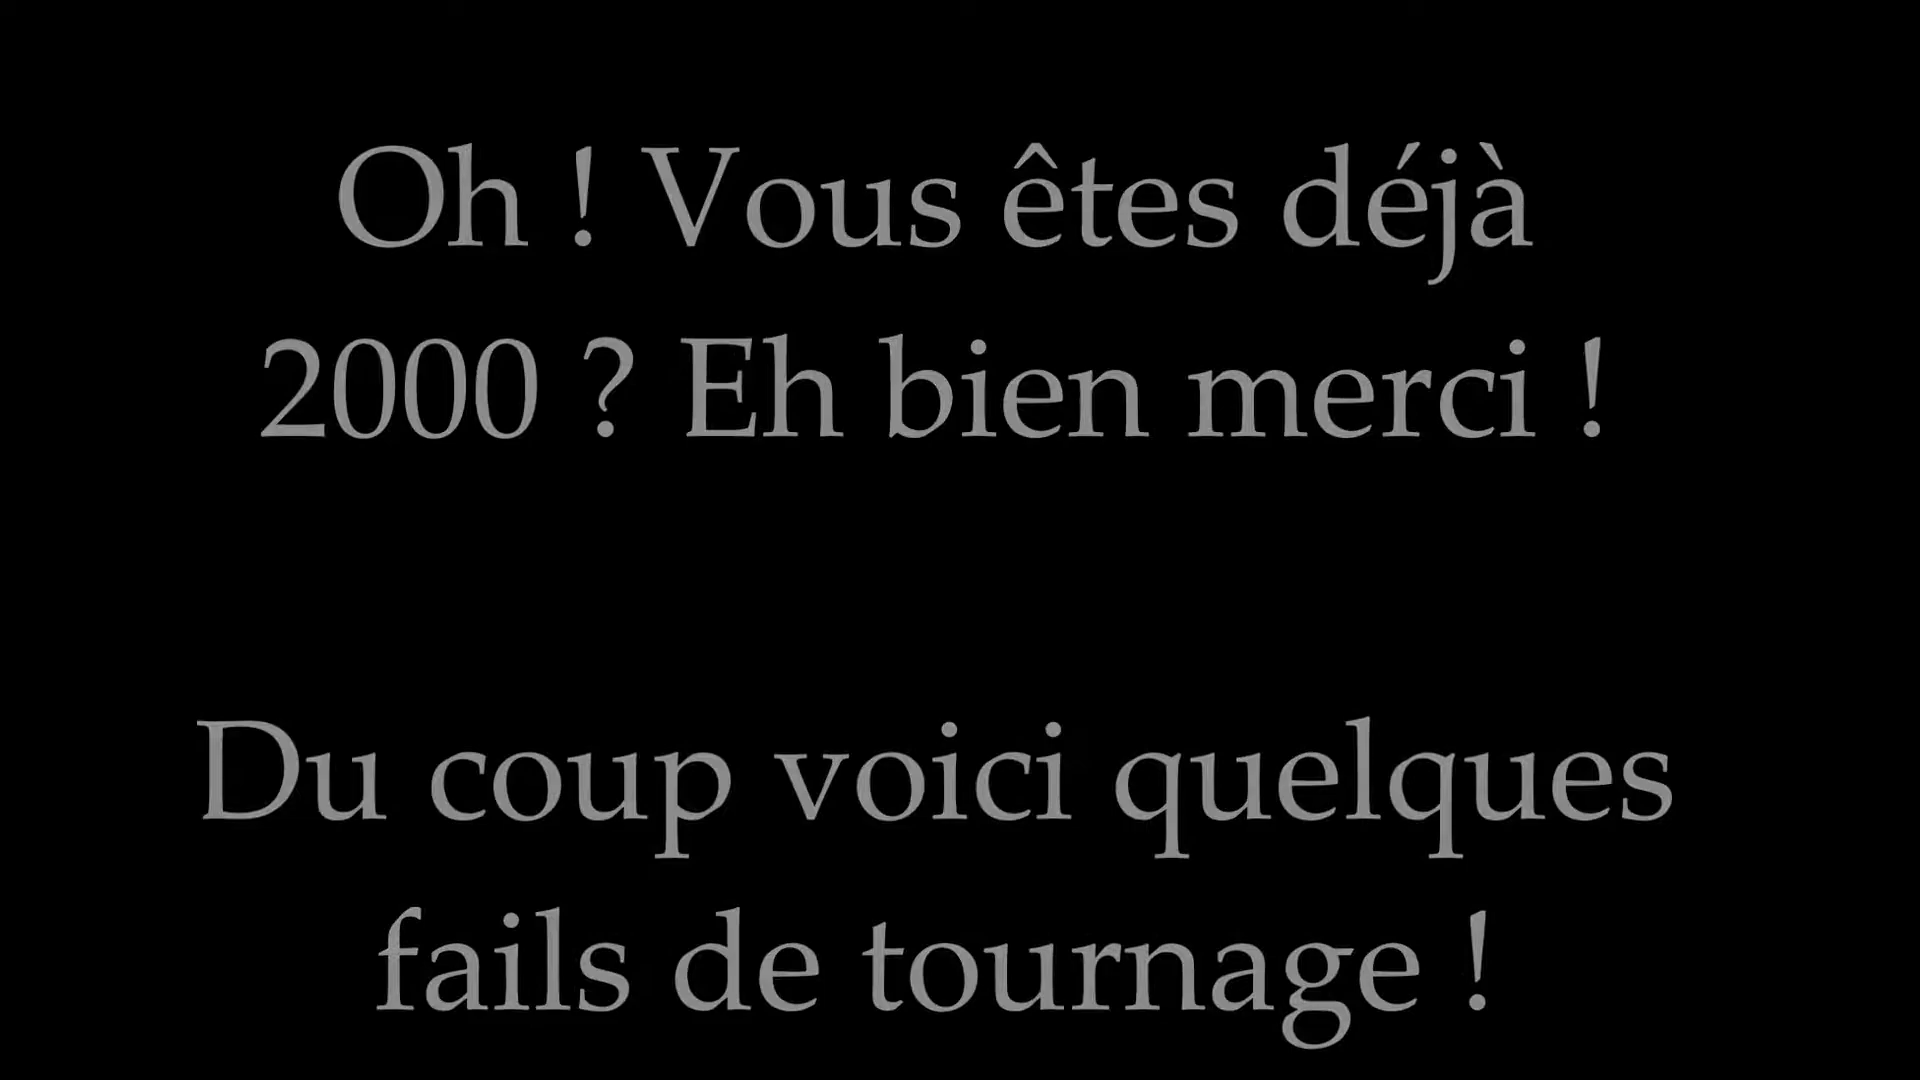 Oh ! Vous êtes déjà
2000 ? Eh bien merci !
Du coup voici quelques
fails de tournage !